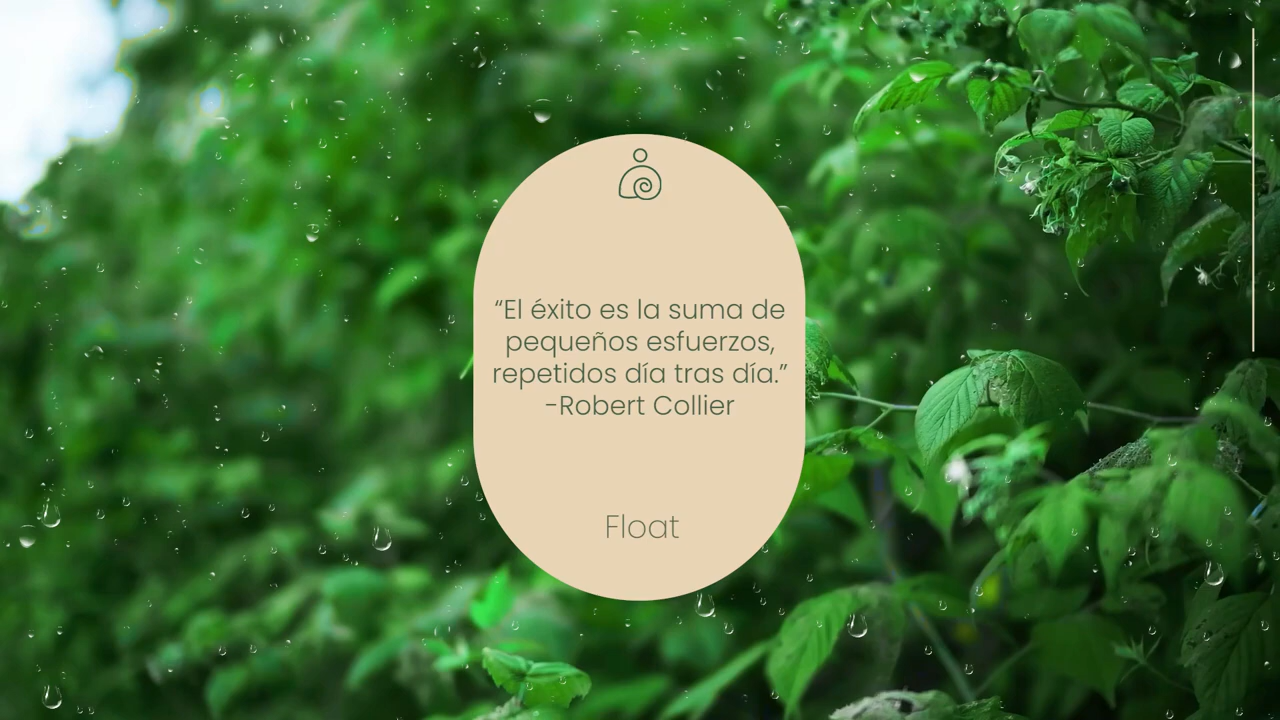 “El éxito es la suma de
pequeños esfuerzos,
repetidos día tras día.”
-Robert Collier
Float